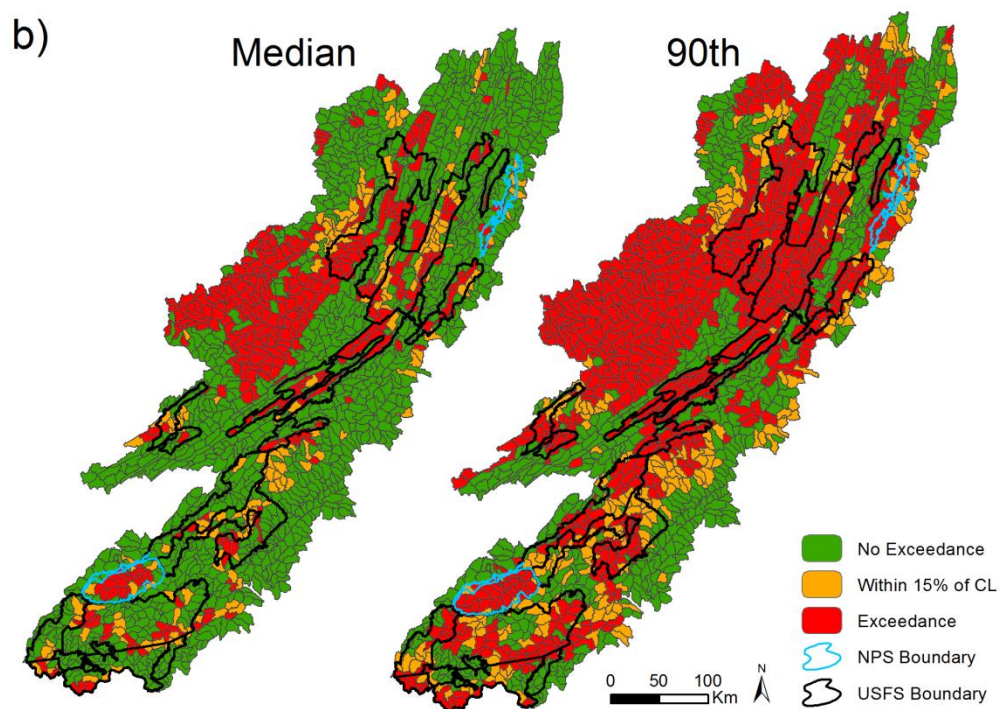 b)
Median
90th
No Exceedance
Within 15% of CL
Exceedance
NPS Boundary
USFS Boundary
0 50 100
Km
N